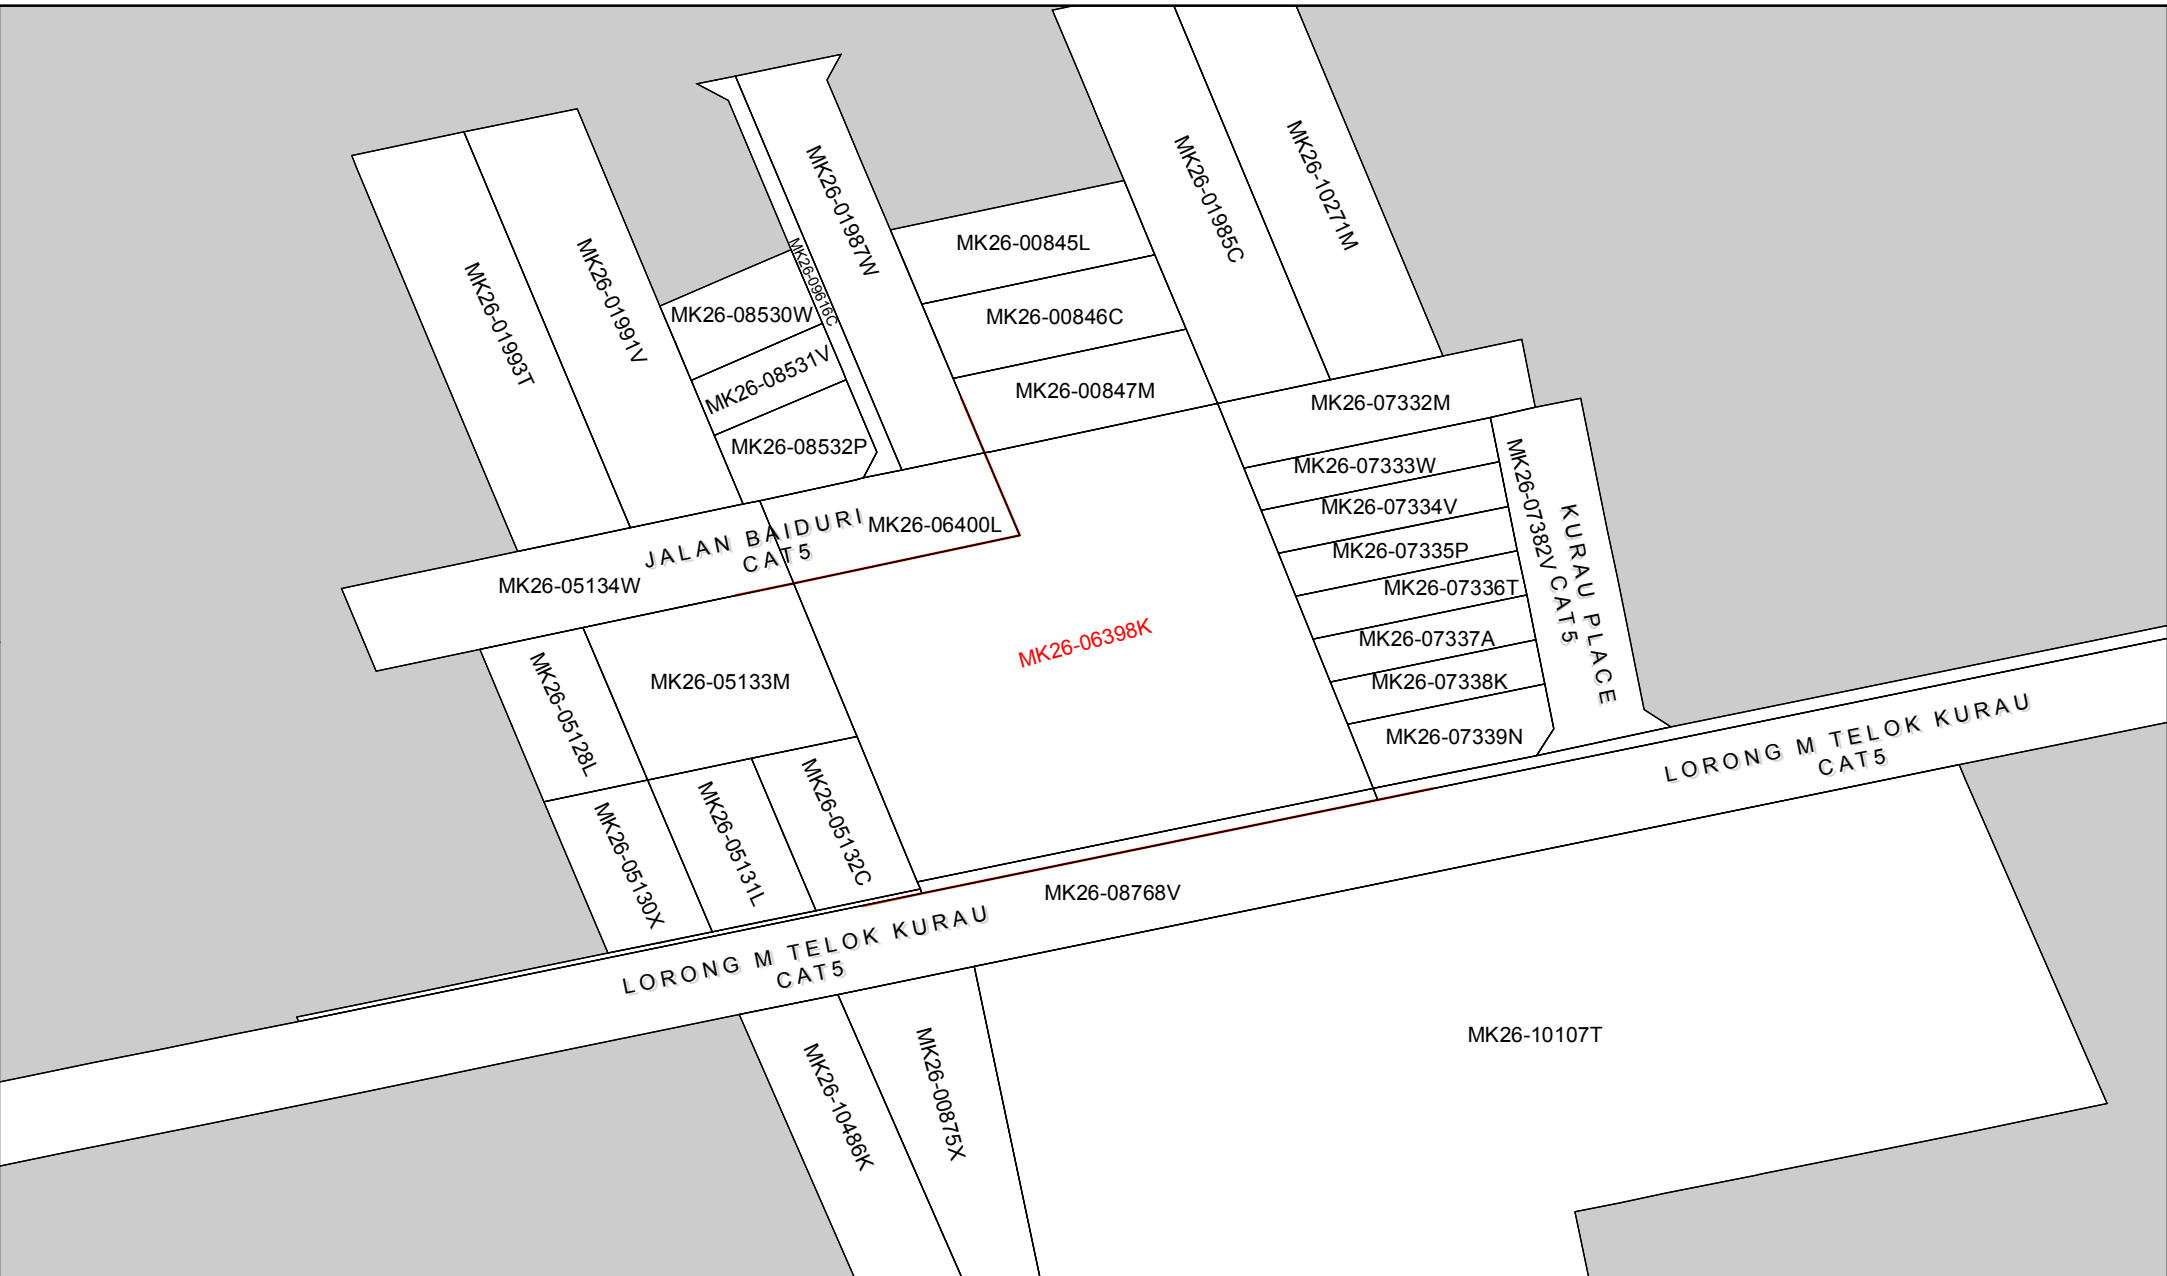 MK26-01993T
MK26-01991V
MK26-01987W
MK26-09616C
MK26-01985C
MK26-10271M
MK26-00845L
MK26-00846C
MK26-00847M
MK26-08530W
MK26-08531V
MK26-08532P
MK26-07332M
MK26-07333W
MK26-07334V
MK26-07335P
MK26-07336T
MK26-07337A
MK26-07338K
MK26-07339N
MK26-07382V
KURAU PLACE
CAT5
JALAN BAIDURI
CAT5
MK26-06400L
MK26-05134W
MK26-06398K
MK26-05133M
MK26-05128L
MK26-05130X
MK26-05131L
MK26-05132C
LORONG M TELOK KURAU
CAT5
MK26-08768V
LORONG M TELOK KURAU
CAT5
MK26-10486K
MK26-00875X
MK26-10107T